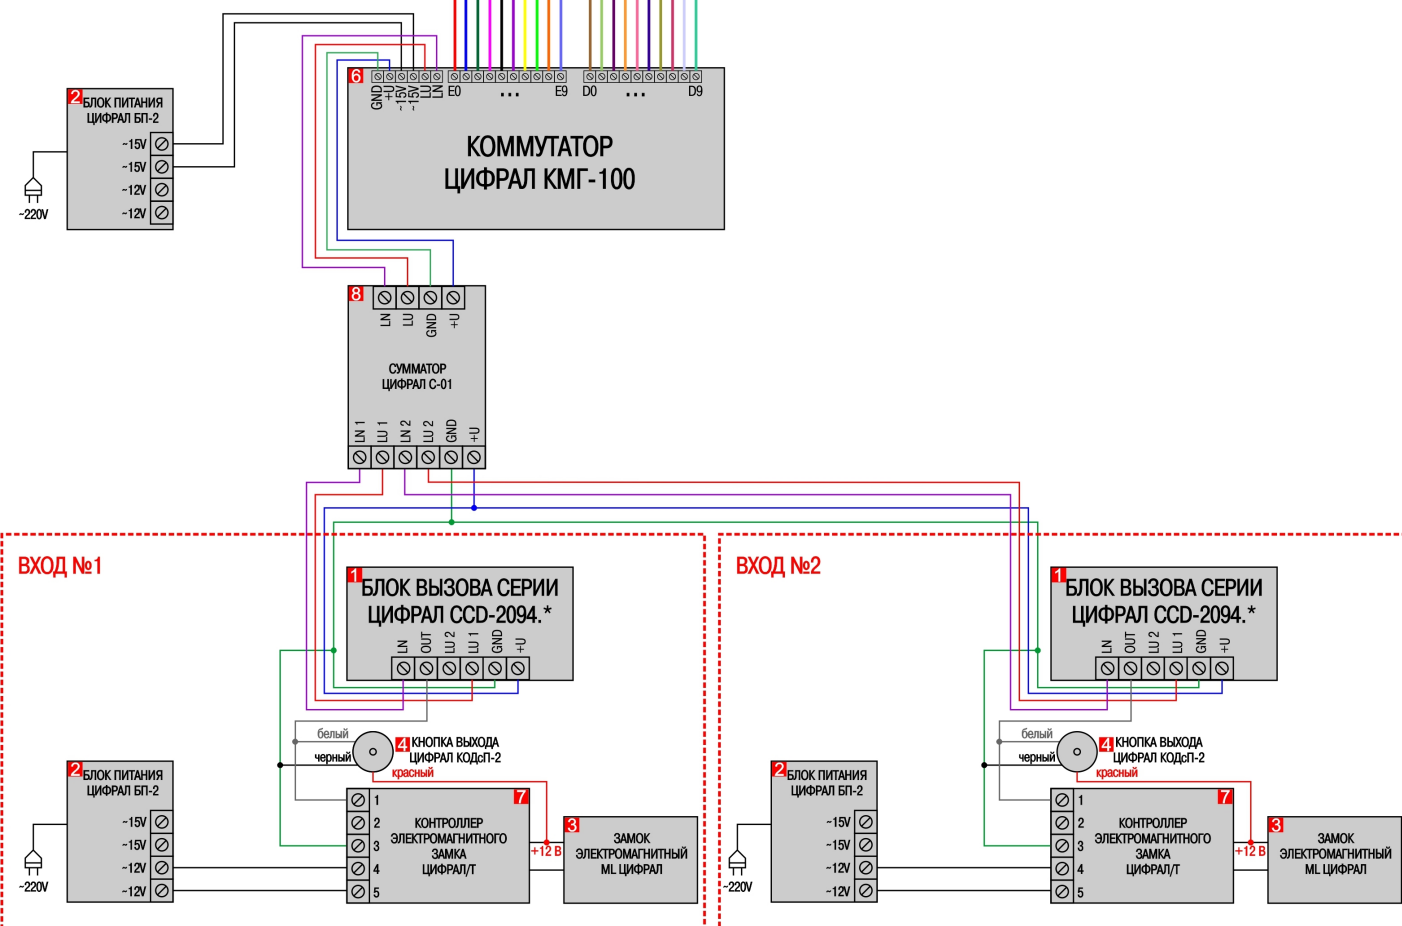 6
GND
+U
~15V
~15V
LU
LN
E0
...
E9
D0
...
D9
КОММУТАТОР
ЦИФРАЛ КМГ-100
2
БЛОК ПИТАНИЯ
ЦИФРАЛ БП-2
~15V
~15V
~12V
~12V
~220V
8
LN
LU
GND
+U
СУММАТОР
ЦИФРАЛ С-01
LN 1
LU 1
LN 2
LU 2
GND
+U
ВХОД №1
1
БЛОК ВЫЗОВА СЕРИИ
ЦИФРАЛ CCD-2094.*
LN
OUT
LU 2
LU 1
GND
+U
белый
черный
красный
4 КНОПКА ВЫХОДА
ЦИФРАЛ КОДсП-2
2
БЛОК ПИТАНИЯ
ЦИФРАЛ БП-2
~15V
~15V
~12V
~12V
~220V
7
1
2
3
4
5
КОНТРОЛЛЕР
ЭЛЕКТРОМАГНИТНОГО
ЗАМКА
ЦИФРАЛ/Т
+12 В
3
ЗАМОК
ЭЛЕКТРОМАГНИТНЫЙ
ML ЦИФРАЛ
ВХОД №2
1
БЛОК ВЫЗОВА СЕРИИ
ЦИФРАЛ CCD-2094.*
LN
OUT
LU 2
LU 1
GND
+U
белый
черный
красный
4 КНОПКА ВЫХОДА
ЦИФРАЛ КОДсП-2
2
БЛОК ПИТАНИЯ
ЦИФРАЛ БП-2
~15V
~15V
~12V
~12V
~220V
7
1
2
3
4
5
КОНТРОЛЛЕР
ЭЛЕКТРОМАГНИТНОГО
ЗАМКА
ЦИФРАЛ/Т
+12 В
3
ЗАМОК
ЭЛЕКТРОМАГНИТНЫЙ
ML ЦИФРАЛ